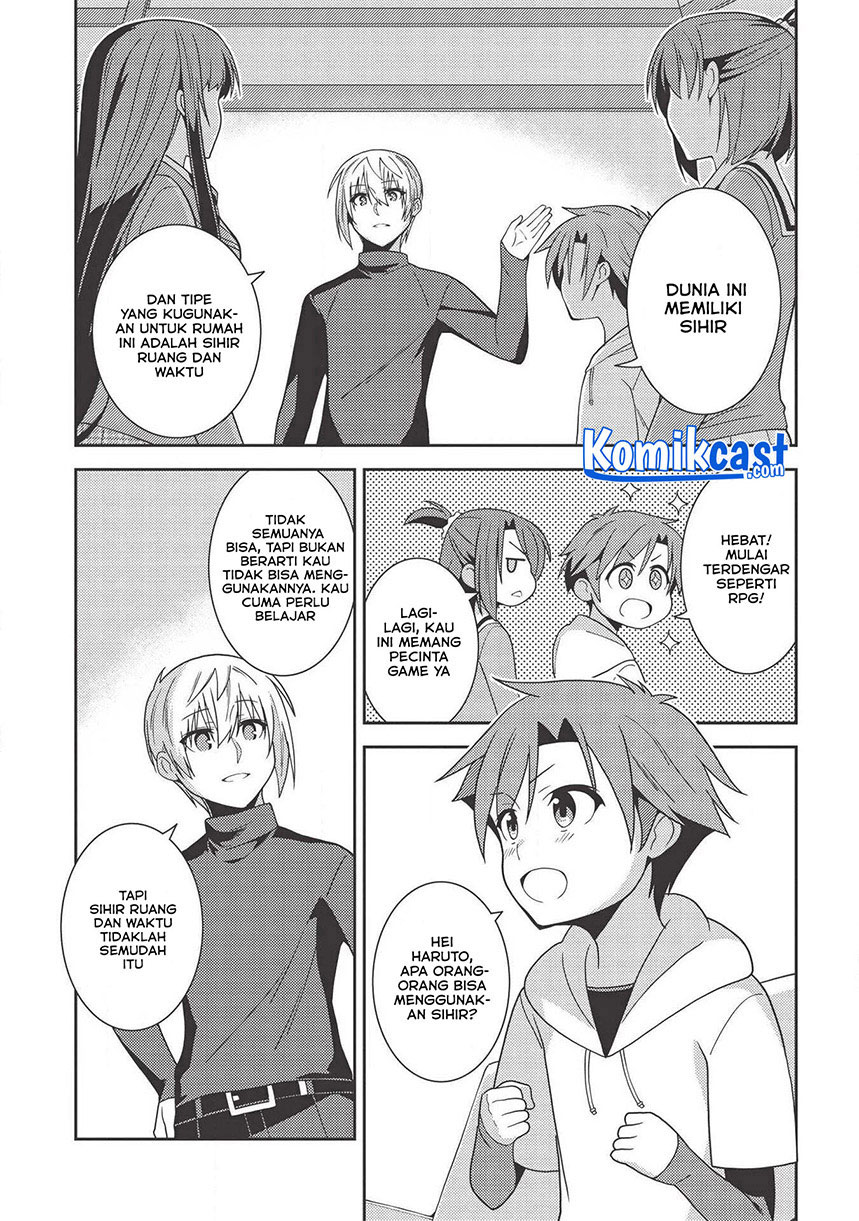 DUNIA INI
MEMILIKI
SIHIR
DAN TIPE
YANG KUGUNAK-
AN UNTUK RUMAH
INI ADALAH SIHIR
RUANG DAN
WAKTU
Komikcast
.com
HEBAT!
MULAI
TERDENGAR
SEPERTI
RPG!
LAGI-
LAGI, KAU
INI MEMANG
PECINTA
GAME YA
HEI
HARUTO,
APA ORANG-
ORANG BISA
MENGGUNAK-
AN SIHIR?
TIDAK
SEMUANYA
BISA, TAPI BUKAN
BERARTI KAU
TIDAK BISA MENG-
GUNAKANNYA. KAU
CUMA PERLU
BELAJAR
TAPI
SIHIR RUANG
DAN WAKTU
TIDAKLAH
SEMUDAH
ITU